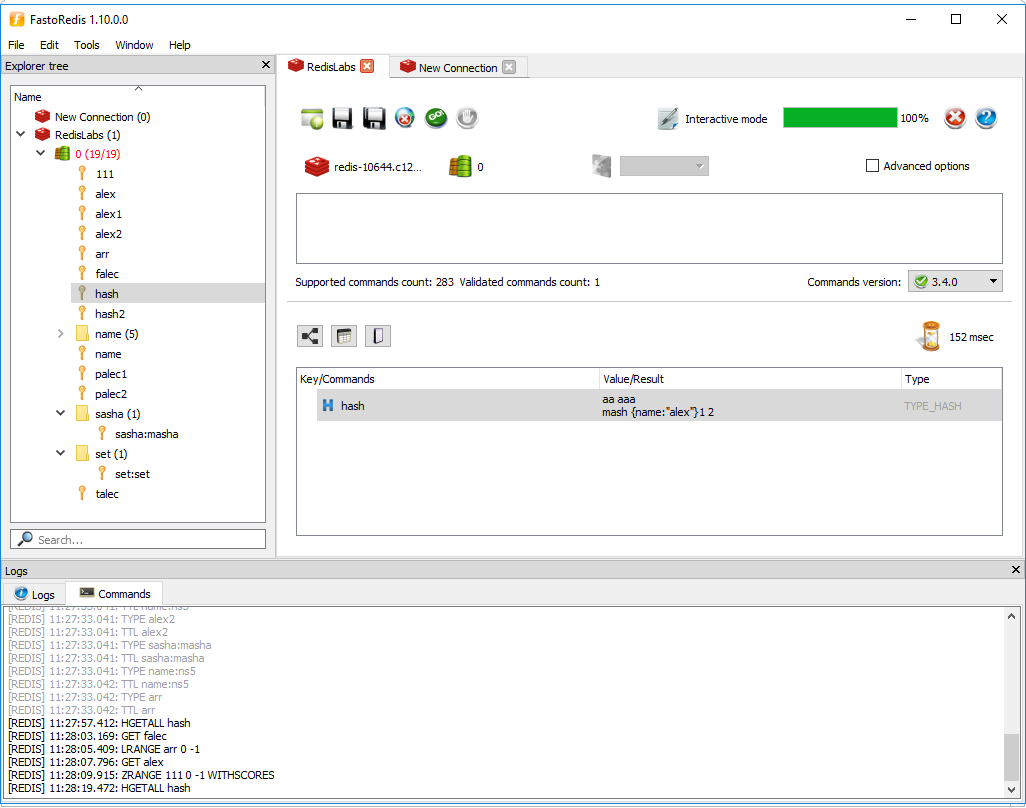 FastoRedis 1.10.0.0
File Edit Tools Window Help
Explorer tree
RedisLabs New Connection
Name
New Connection (0)
RedisLabs (1)
0 (19/19)
111
alex
alex1
alex2
arr
falec
hash
hash2
name (5)
name
palec1
palec2
sasha (1)
sasha:masha
set (1)
set:set
talec
Search...
GO!
Interactive mode 100%
redis-10644.c12... 0 Advanced options
Supported commands count: 283 Validated commands count: 1 Commands version: 3.4.0
152 msec
Key/Commands Value/Result Type
hash aa aaa
mash {name:"alex"}1 2 TYPE_HASH
Logs
Logs Commands
[REDIS] 11:27:33.041: TTL name:ns3
[REDIS] 11:27:33.041: TYPE alex2
[REDIS] 11:27:33.041: TTL alex2
[REDIS] 11:27:33.041: TYPE sasha:masha
[REDIS] 11:27:33.041: TTL sasha:masha
[REDIS] 11:27:33.041: TYPE name:ns5
[REDIS] 11:27:33.042: TTL name:ns5
[REDIS] 11:27:33.042: TYPE arr
[REDIS] 11:27:33.042: TTL arr
[REDIS] 11:27:57.412: HGETALL hash
[REDIS] 11:28:03.169: GET falec
[REDIS] 11:28:05.409: LRANGE arr 0 -1
[REDIS] 11:28:07.796: GET alex
[REDIS] 11:28:09.915: ZRANGE 111 0 -1 WITHSCORES
[REDIS] 11:28:19.472: HGETALL hash